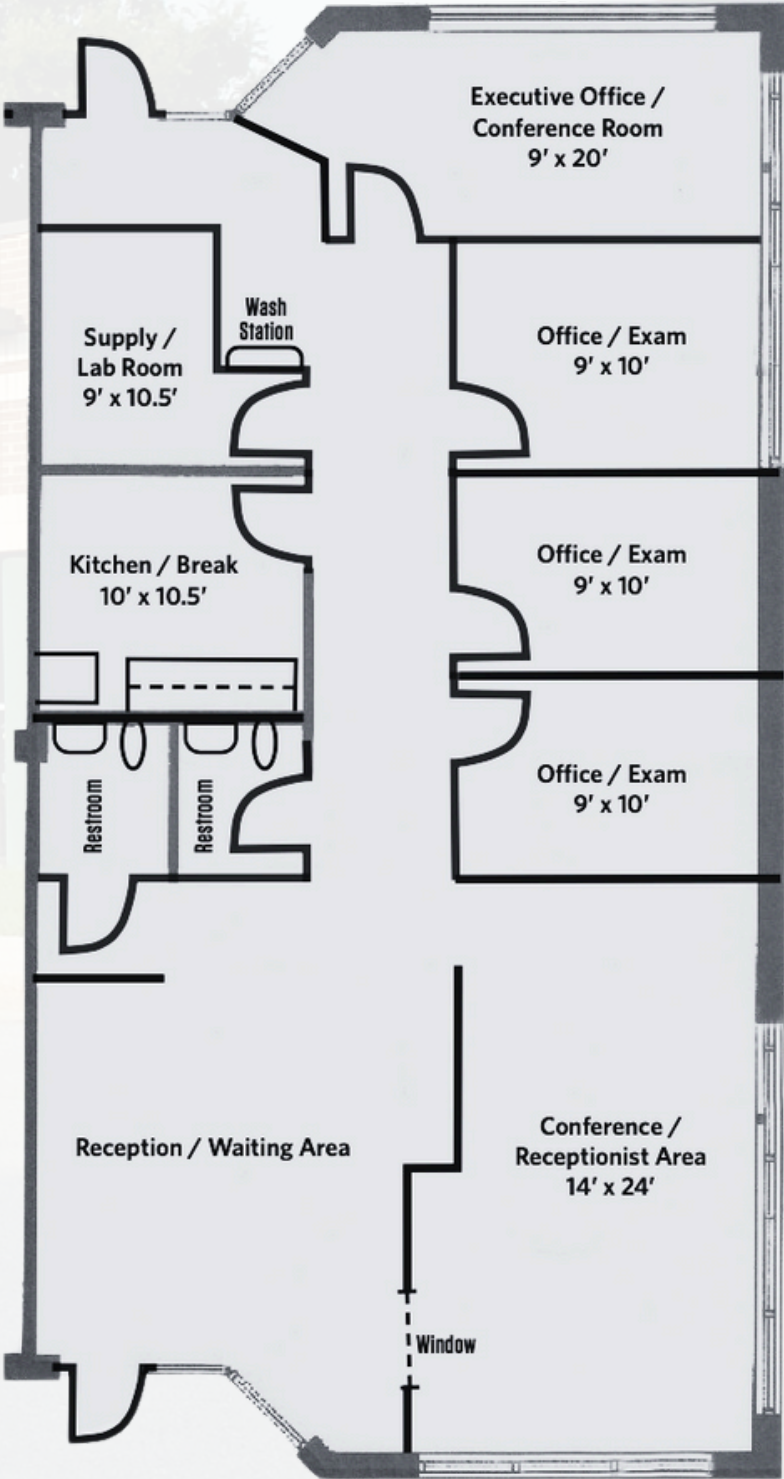 Executive Office /
Conference Room
9' x 20'
Wash
Station
Supply /
Lab Room
9' x 10.5'
Office / Exam
9' x 10'
Kitchen / Break
10' x 10.5'
Office / Exam
9' x 10'
Restroom
Restroom
Office / Exam
9' x 10'
Reception / Waiting Area
Conference /
Receptionist Area
14' x 24'
Window